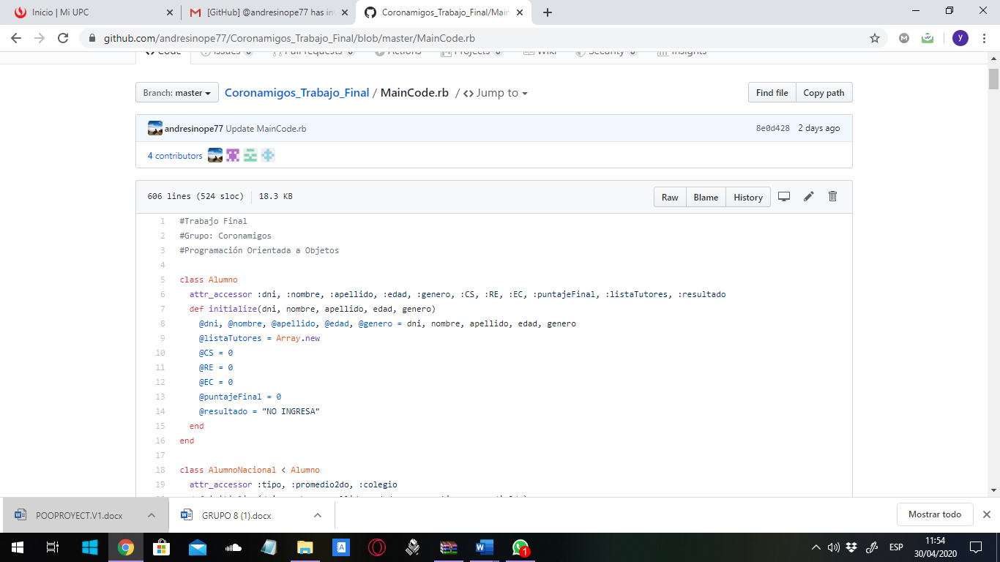 Inicio | Mi UPC
[GitHub] @andresinope77 has inv
Coronamigos_Trabajo_Final/Main
github.com/andresinope77/Coronamigos_Trabajo_Final/blob/master/MainCode.rb
y
Code Issues 0 Pull requests 0 Actions Projects 0 Wiki Security 0 Insights
Branch: master Coronamigos_Trabajo_Final / MainCode.rb / <> Jump to Find file Copy path
andresinope77 Update MainCode.rb 8e0d428 2 days ago
4 contributors
606 lines (524 sloc) 18.3 KB Raw Blame History
1 #Trabajo Final
2 #Grupo: Coronamigos
3 #Programación Orientada a Objetos
4
5 class Alumno
6 attr_accessor :dni, :nombre, :apellido, :edad, :genero, :CS, :RE, :EC, :puntajeFinal, :listaTutores, :resultado
7 def initialize(dni, nombre, apellido, edad, genero)
8 @dni, @nombre, @apellido, @edad, @genero = dni, nombre, apellido, edad, genero
9 @listaTutores = Array.new
10 @CS = 0
11 @RE = 0
12 @EC = 0
13 @puntajeFinal = 0
14 @resultado = "NO INGRESA"
15 end
16 end
17
18 class AlumnoNacional < Alumno
19 attr_accessor :tipo, :promedio2do, :colegio
POOPROYECT.V1.docx
GRUPO 8 (1).docx
Mostrar todo
1
ESP
11:54
30/04/2020